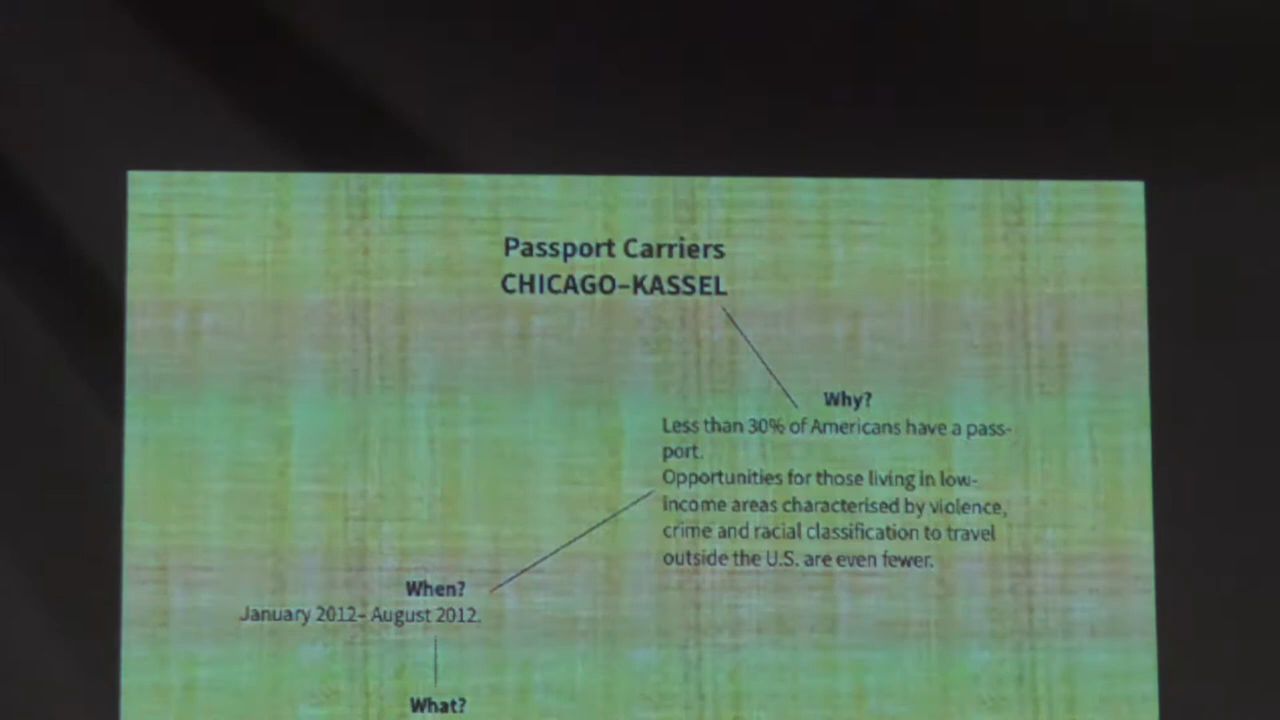 Passport Carriers
CHICAGO–KASSEL
Why?
Less than 30% of Americans have a pass-
port.
Opportunities for those living in low-
income areas characterised by violence,
crime and racial classification to travel
outside the U.S. are even fewer.
When?
January 2012– August 2012.
What?